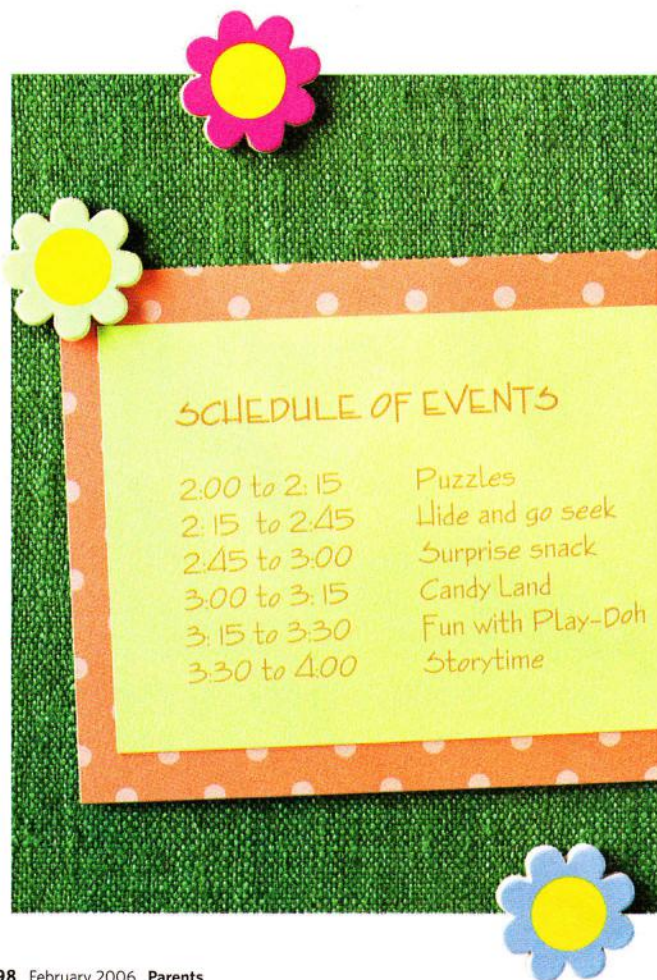 SCHEDULE OF EVENTS
2:00 to 2:15 Puzzles
2:15 to 2:45 Hide and go seek
2:45 to 3:00 Surprise snack
3:00 to 3:15 Candy Land
3:15 to 3:30 Fun with Play-Doh
3:30 to 4:00 Storytime
98 February 2006 Parents